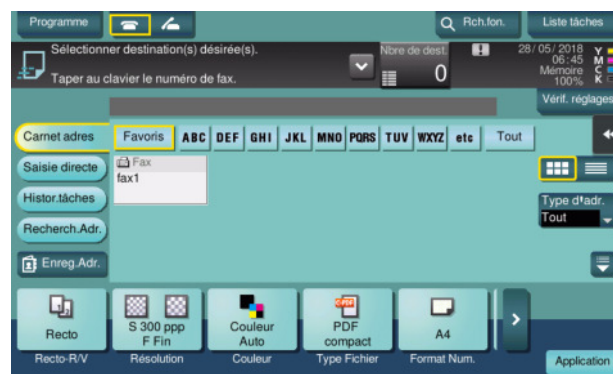 Programme
Rch.fon.
Liste tâches
Sélectionner destination(s) désirée(s).
Nbre de dest.
28/05/2018
06:45
Mémoire
100%
Y
M
C
K
Taper au clavier le numéro de fax.
0
Vérif. réglages
Carnet adres
Favoris
ABC
DEF
GHI
JKL
MNO
PQRS
TUV
WXYZ
etc
Tout
Saisie directe
Fax
fax1
Histor.tâches
Type d'adr.
Tout
Recherch.Adr.
Enreg.Adr.
Recto
S 300 ppp
F Fin
Couleur
Auto
PDF
compact
A4
Recto-R/V
Résolution
Couleur
Type Fichier
Format Num.
Application